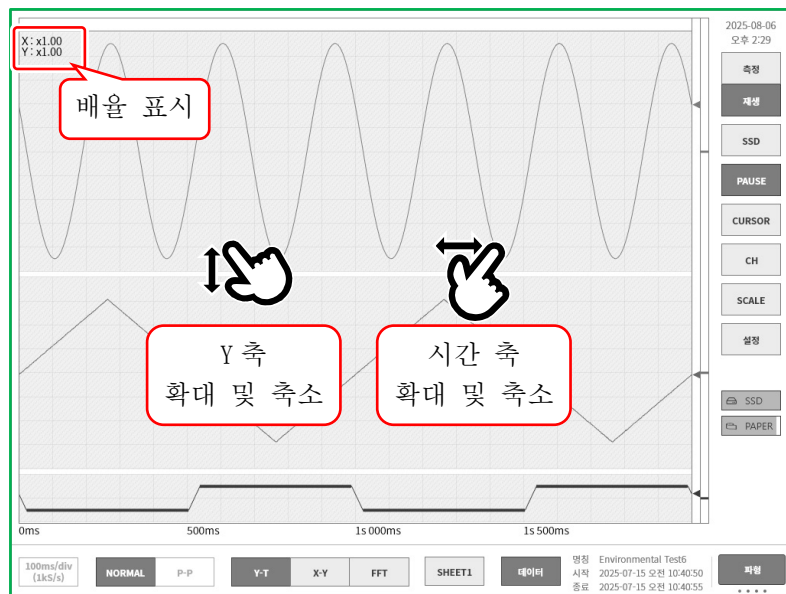 2025-08-06
오후 2:29
X : x1.00
Y : x1.00
배율 표시
측정
재생
SSD
PAUSE
CURSOR
CH
SCALE
설정
Y 축
확대 및 축소
시간 축
확대 및 축소
SSD
PAPER
0ms
500ms
1s000ms
1s500ms
100ms/div
(1kS/s)
NORMAL
P-P
Y-T
X-Y
FFT
SHEET1
데이터
명칭 Environmental Test6
시작 2025-07-15 오전 10:40:50
종료 2025-07-15 오전 10:40:55
파형